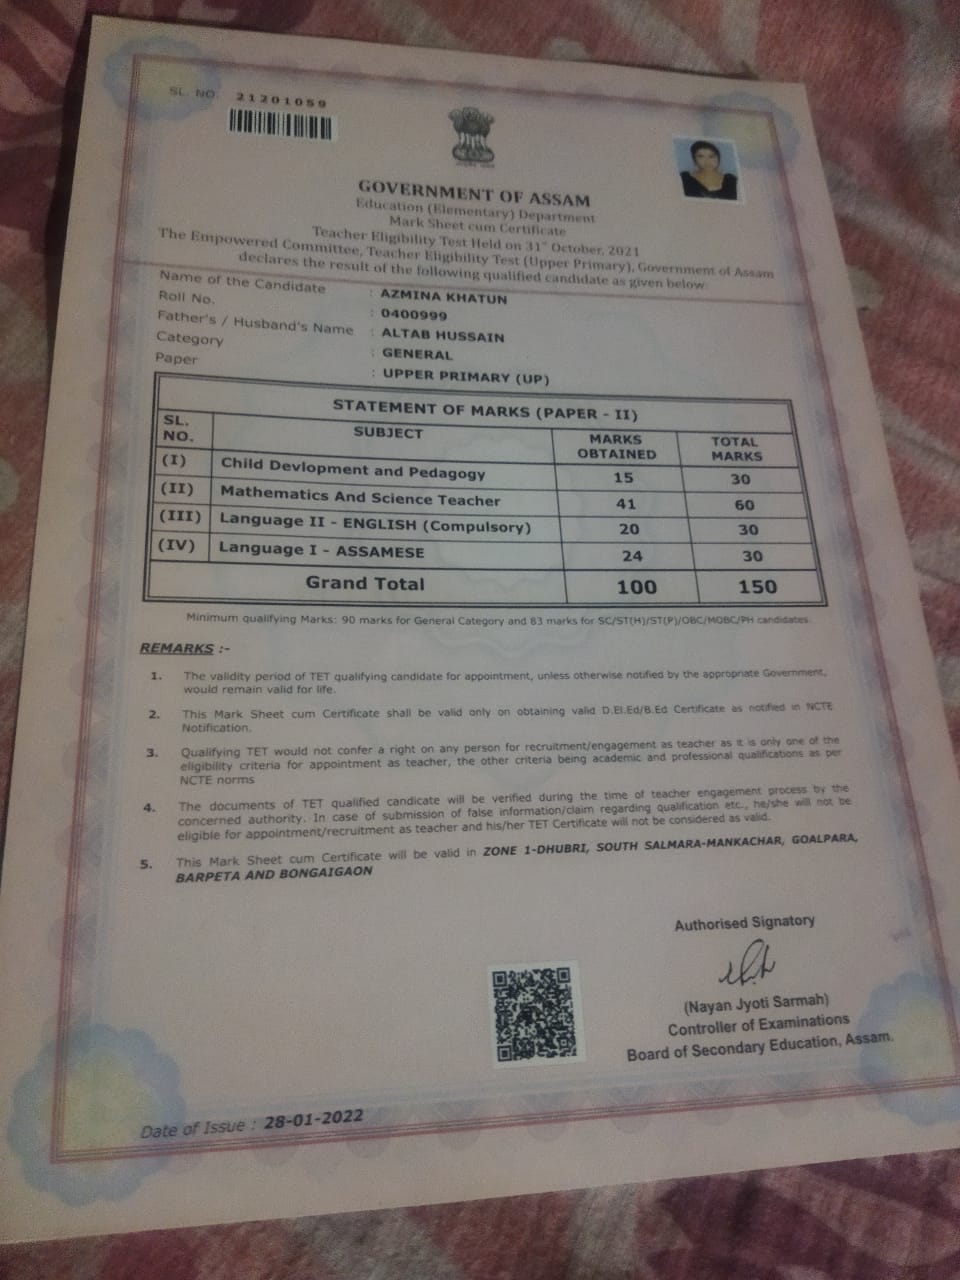 SL. NO. 21201059
GOVERNMENT OF ASSAM
Education (Elementary) Department
Mark Sheet cum Certificate
Teacher Eligibility Test Held on 31st October, 2021
The Empowered Committee, Teacher Eligibility Test (Upper Primary), Government of Assam
declares the result of the following qualified candidate as given below:
Name of the Candidate : AZMINA KHATUN
Roll No. : 0400999
Father's / Husband's Name : ALTAB HUSSAIN
Category : GENERAL
Paper : UPPER PRIMARY (UP)
STATEMENT OF MARKS (PAPER - II)
SL. NO. SUBJECT MARKS OBTAINED TOTAL MARKS
(I) Child Devlopment and Pedagogy 15 30
(II) Mathematics And Science Teacher 41 60
(III) Language II - ENGLISH (Compulsory) 20 30
(IV) Language I - ASSAMESE 24 30
Grand Total 100 150
Minimum qualifying Marks: 90 marks for General Category and 83 marks for SC/ST(H)/ST(P)/OBC/MOBC/PH candidates.
REMARKS :-
1. The validity period of TET qualifying candidate for appointment, unless otherwise notified by the appropriate Government,
would remain valid for life.
2. This Mark Sheet cum Certificate shall be valid only on obtaining valid D.El.Ed/B.Ed Certificate as notified in NCTE
Notification.
3. Qualifying TET would not confer a right on any person for recruitment/engagement as teacher as it is only one of the
eligibility criteria for appointment as teacher, the other criteria being academic and professional qualifications as per
NCTE norms
4. The documents of TET qualified candicate will be verified during the time of teacher engagement process by the
concerned authority. In case of submission of false information/claim regarding qualification etc., he/she will not be
eligible for appointment/recruitment as teacher and his/her TET Certificate will not be considered as valid.
5. This Mark Sheet cum Certificate will be valid in ZONE 1-DHUBRI, SOUTH SALMARA-MANKACHAR, GOALPARA,
BARPETA AND BONGAIGAON
Authorised Signatory
(Nayan Jyoti Sarmah)
Controller of Examinations
Board of Secondary Education, Assam.
Date of Issue : 28-01-2022